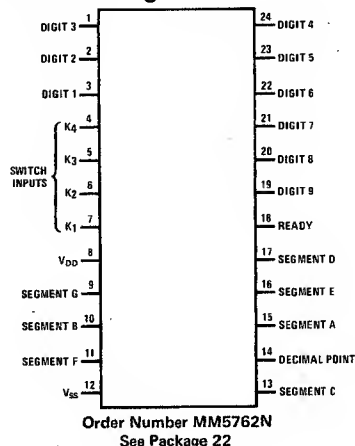 DIGIT 3 1
DIGIT 2 2
DIGIT 1 3
K4 4
K3 5
SWITCH INPUTS
K2 6
K1 7
VDD 8
SEGMENT G 9
SEGMENT B 10
SEGMENT F 11
VSS 12
24 DIGIT 4
23 DIGIT 5
22 DIGIT 6
21 DIGIT 7
20 DIGIT 8
19 DIGIT 9
18 READY
17 SEGMENT D
16 SEGMENT E
15 SEGMENT A
14 DECIMAL POINT
13 SEGMENT C
Order Number MM5762N
See Package 22